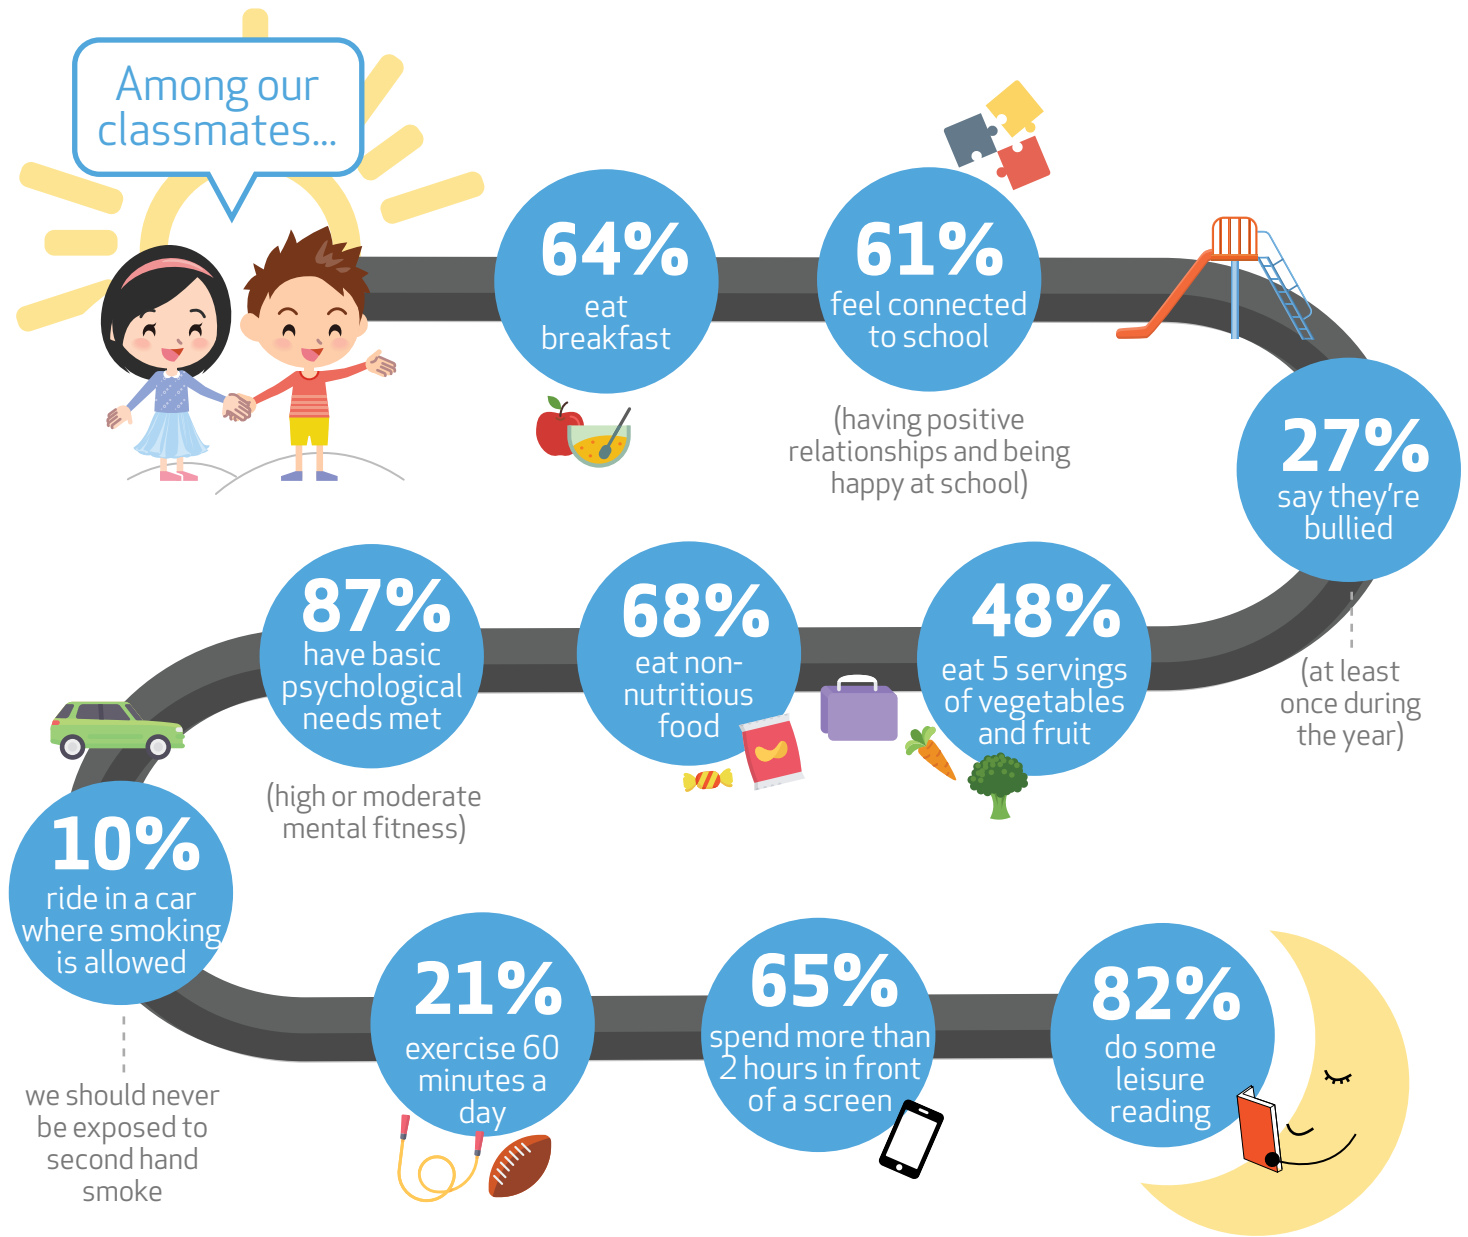 Among our
classmates...
64%
eat
breakfast
61%
feel connected
to school
(having positive
relationships and being
happy at school)
27%
say they're
bullied
(at least
once during
the year)
48%
eat 5 servings
of vegetables
and fruit
68%
eat non-
nutritious
food
87%
have basic
psychological
needs met
(high or moderate
mental fitness)
10%
ride in a car
where smoking
is allowed
we should never
be exposed to
second hand
smoke
21%
exercise 60
minutes a
day
65%
spend more than
2 hours in front
of a screen
82%
do some
leisure
reading